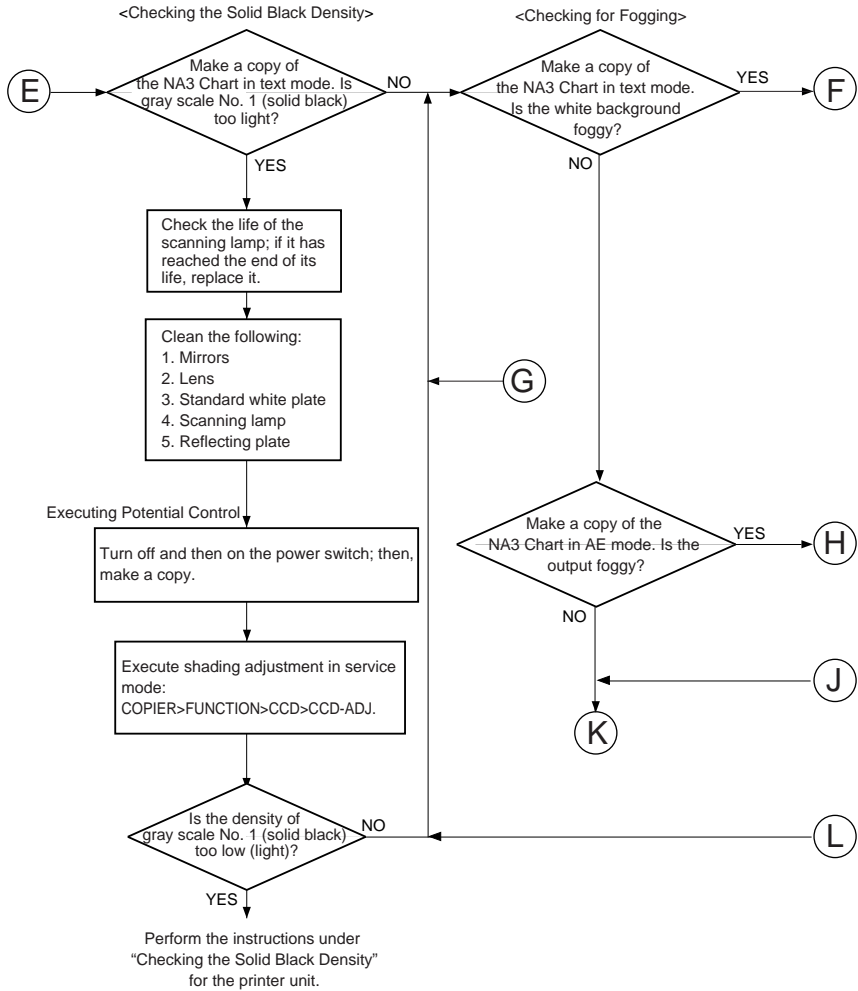 <Checking the Solid Black Density>
E
Make a copy of
the NA3 Chart in text mode. Is
gray scale No. 1 (solid black)
too light?
NO
YES
Check the life of the
scanning lamp; if it has
reached the end of its
life, replace it.
Clean the following:
1. Mirrors
2. Lens
3. Standard white plate
4. Scanning lamp
5. Reflecting plate
Executing Potential Control
Turn off and then on the power switch; then,
make a copy.
Execute shading adjustment in service
mode:
COPIER>FUNCTION>CCD>CCD-ADJ.
Is the density of
gray scale No. 1 (solid black)
too low (light)?
NO
YES
Perform the instructions under
“Checking the Solid Black Density”
for the printer unit.
<Checking for Fogging>
Make a copy of
the NA3 Chart in text mode.
Is the white background
foggy?
YES
F
NO
G
Make a copy of the
NA3 Chart in AE mode. Is the
output foggy?
YES
H
NO
J
K
L